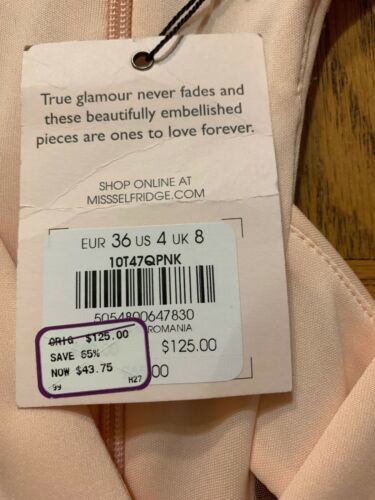 True glamour never fades and
these beautifully embellished
pieces are ones to love forever.
SHOP ONLINE AT
MISSSELFRIDGE.COM
EUR 36 US 4 UK 8
10T47QPNK
5054800647830
ROMANIA
$125.00
ORIG $125.00
SAVE 65%
NOW $43.75
99 H27
.00